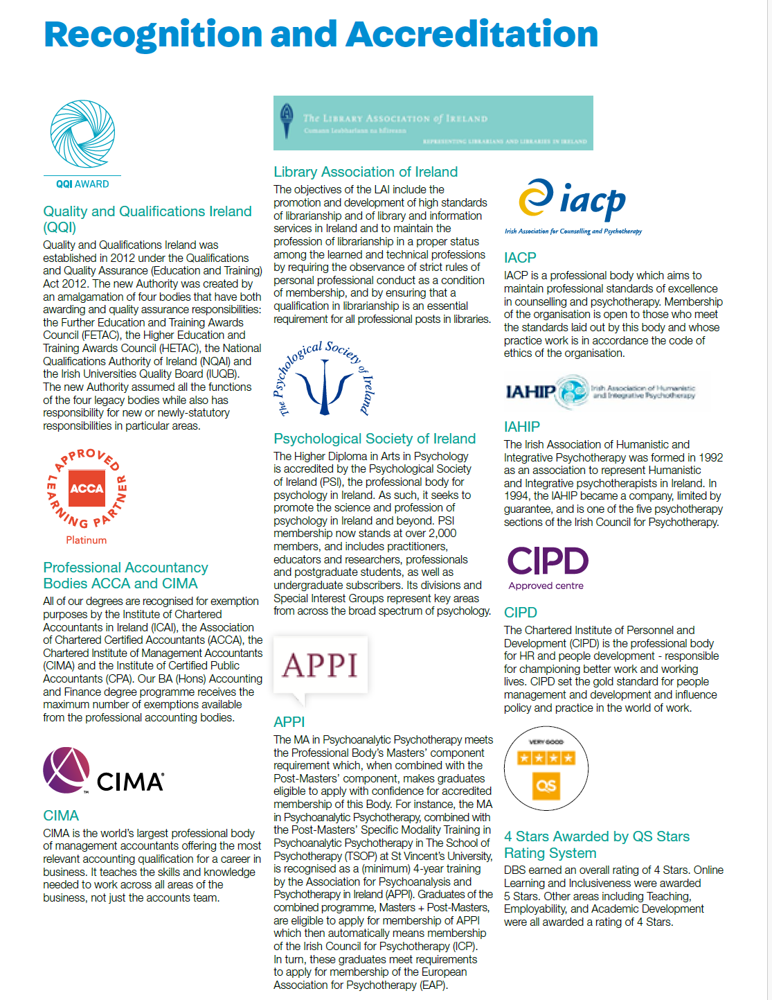 Recognition and Accreditation
QQI AWARD
Quality and Qualifications Ireland
(QQI)
Quality and Qualifications Ireland was
established in 2012 under the Qualifications
and Quality Assurance (Education and Training)
Act 2012. The new Authority was created by
an amalgamation of four bodies that have both
awarding and quality assurance responsibilities:
the Further Education and Training Awards
Council (FETAC), the Higher Education and
Training Awards Council (HETAC), the National
Qualifications Authority of Ireland (NQAI) and
the Irish Universities Quality Board (IUQB).
The new Authority assumed all the functions
of the four legacy bodies while also has
responsibility for new or newly-statutory
responsibilities in particular areas.
APPROVED
LEARNING PARTNER
ACCA
Platinum
Professional Accountancy
Bodies ACCA and CIMA
All of our degrees are recognised for exemption
purposes by the Institute of Chartered
Accountants in Ireland (ICAI), the Association
of Chartered Certified Accountants (ACCA), the
Chartered Institute of Management Accountants
(CIMA) and the Institute of Certified Public
Accountants (CPA). Our BA (Hons) Accounting
and Finance degree programme receives the
maximum number of exemptions available
from the professional accounting bodies.
CIMA®
™
CIMA
CIMA is the world's largest professional body
of management accountants offering the most
relevant accounting qualification for a career in
business. It teaches the skills and knowledge
needed to work across all areas of the
business, not just the accounts team.
The LIBRARY ASSOCIATION of IRELAND
Cumann Leabharlann na hÉireann
REPRESENTING LIBRARIANS AND LIBRARIES IN IRELAND
Library Association of Ireland
The objectives of the LAI include the
promotion and development of high standards
of librarianship and of library and information
services in Ireland and to maintain the
profession of librarianship in a proper status
among the learned and technical professions
by requiring the observance of strict rules of
personal professional conduct as a condition
of membership, and by ensuring that a
qualification in librarianship is an essential
requirement for all professional posts in libraries.
The Psychological Society of Ireland
Psychological Society of Ireland
The Higher Diploma in Arts in Psychology
is accredited by the Psychological Society
of Ireland (PSI), the professional body for
psychology in Ireland. As such, it seeks to
promote the science and profession of
psychology in Ireland and beyond. PSI
membership now stands at over 2,000
members, and includes practitioners,
educators and researchers, professionals
and postgraduate students, as well as
undergraduate subscribers. Its divisions and
Special Interest Groups represent key areas
from across the broad spectrum of psychology.
APPI
APPI
The MA in Psychoanalytic Psychotherapy meets
the Professional Body's Masters' component
requirement which, when combined with the
Post-Masters' component, makes graduates
eligible to apply with confidence for accredited
membership of this Body. For instance, the MA
in Psychoanalytic Psychotherapy, combined with
the Post-Masters' Specific Modality Training in
Psychoanalytic Psychotherapy in The School of
Psychotherapy (TSOP) at St Vincent's University,
is recognised as a (minimum) 4-year training
by the Association for Psychoanalysis and
Psychotherapy in Ireland (APPI). Graduates of the
combined programme, Masters + Post-Masters,
are eligible to apply for membership of APPI
which then automatically means membership
of the Irish Council for Psychotherapy (ICP).
In turn, these graduates meet requirements
to apply for membership of the European
Association for Psychotherapy (EAP).
iacp
Irish Association for Counselling and Psychotherapy
IACP
IACP is a professional body which aims to
maintain professional standards of excellence
in counselling and psychotherapy. Membership
of the organisation is open to those who meet
the standards laid out by this body and whose
practice work is in accordance the code of
ethics of the organisation.
IAHIP
Irish Association of Humanistic
and Integrative Psychotherapy
IAHIP
The Irish Association of Humanistic and
Integrative Psychotherapy was formed in 1992
as an association to represent Humanistic
and Integrative psychotherapists in Ireland. In
1994, the IAHIP became a company, limited by
guarantee, and is one of the five psychotherapy
sections of the Irish Council for Psychotherapy.
CIPD
Approved centre
CIPD
The Chartered Institute of Personnel and
Development (CIPD) is the professional body
for HR and people development - responsible
for championing better work and working
lives. CIPD set the gold standard for people
management and development and influence
policy and practice in the world of work.
VERY GOOD
QS
4 Stars Awarded by QS Stars
Rating System
DBS earned an overall rating of 4 Stars. Online
Learning and Inclusiveness were awarded
5 Stars. Other areas including Teaching,
Employability, and Academic Development
were all awarded a rating of 4 Stars.